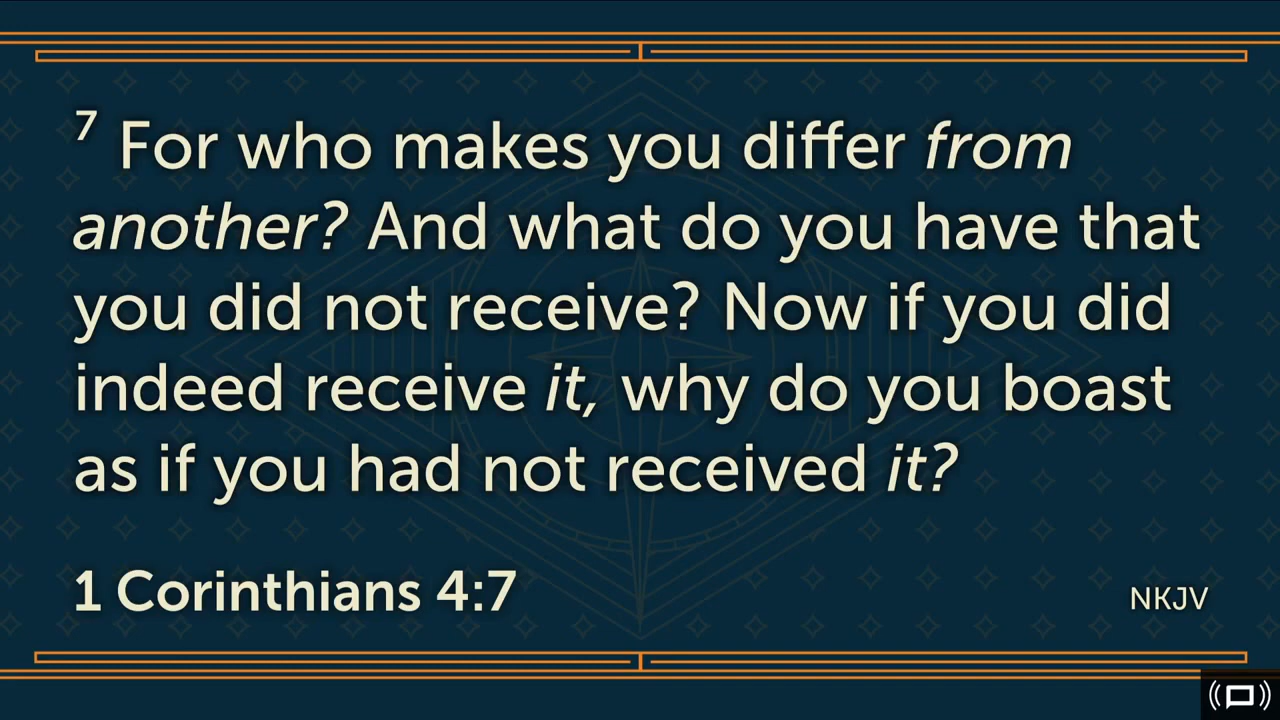 7 For who makes you differ from
another? And what do you have that
you did not receive? Now if you did
indeed receive it, why do you boast
as if you had not received it?
1 Corinthians 4:7
NKJV